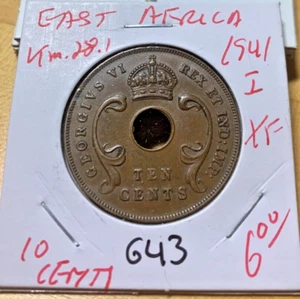 EAST AFRICA
Km.28.1
1941
I
XF
GEORGIVS VI REX ET IND:IMP:
TEN
CENTS
10
CENTS
643
6.00/